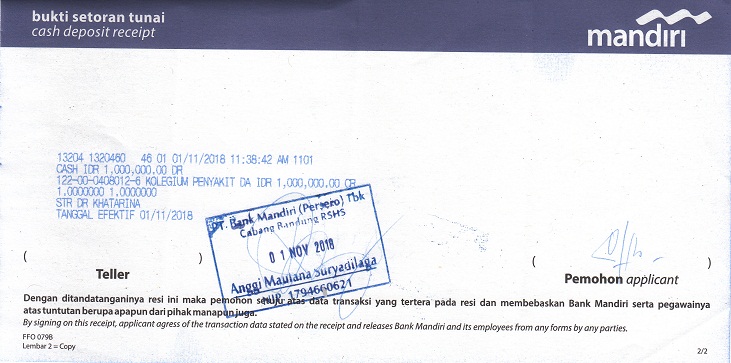 bukti setoran tunai
cash deposit receipt
mandiri
13204 1320460 46 01 01/11/2018 11:38:42 AM 1101
CASH IDR 1,000,000.00 DR
122-00-0408012-6 KOLEGIUM PENYAKIT DA IDR 1,000,000.00 CR
1.0000000 1.0000000
STR DR KHATARINA
TANGGAL EFEKTIF 01/11/2018
PT. Bank Mandiri (Persero) Tbk
Cabang Bandung RSHS
01 NOV 2018
Anggi Maulana Suryadilaga
NIP. 1794660621
( )
Teller
( )
Pemohon applicant
Dengan ditandatanganinya resi ini maka pemohon setuju atas data transaksi yang tertera pada resi dan membebaskan Bank Mandiri serta pegawainya
atas tuntutan berupa apapun dari pihak manapun juga.
By signing on this receipt, applicant agress of the transaction data stated on the receipt and releases Bank Mandiri and its employees from any forms by any parties.
FFO 079B
Lembar 2 = Copy
2/2